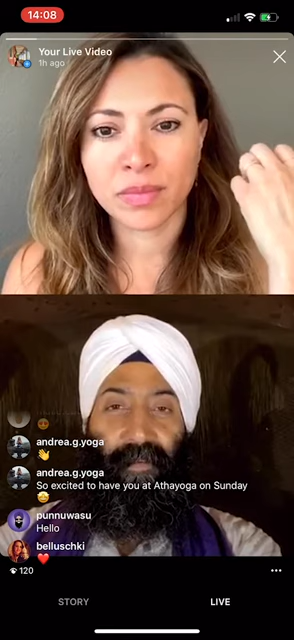 14:08
Your Live Video
1h ago
andrea.g.yoga
👋
andrea.g.yoga
So excited to have you at Athayoga on Sunday
🤩
punnuwasu
Hello
belluschki
❤️
120
STORY
LIVE